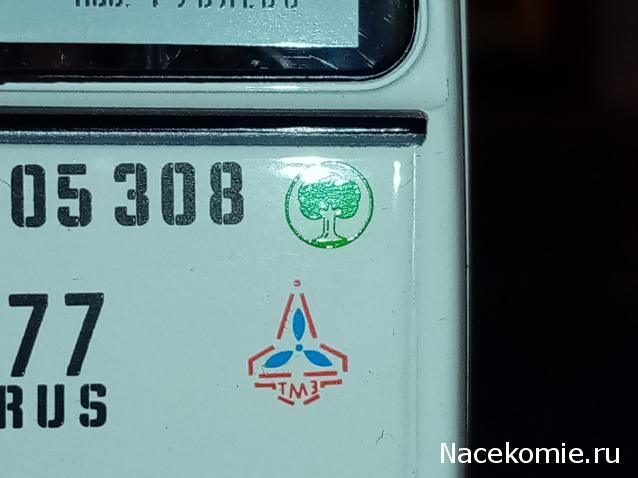 05 308
77
RUS
ТМЗ
Nacekomie.ru